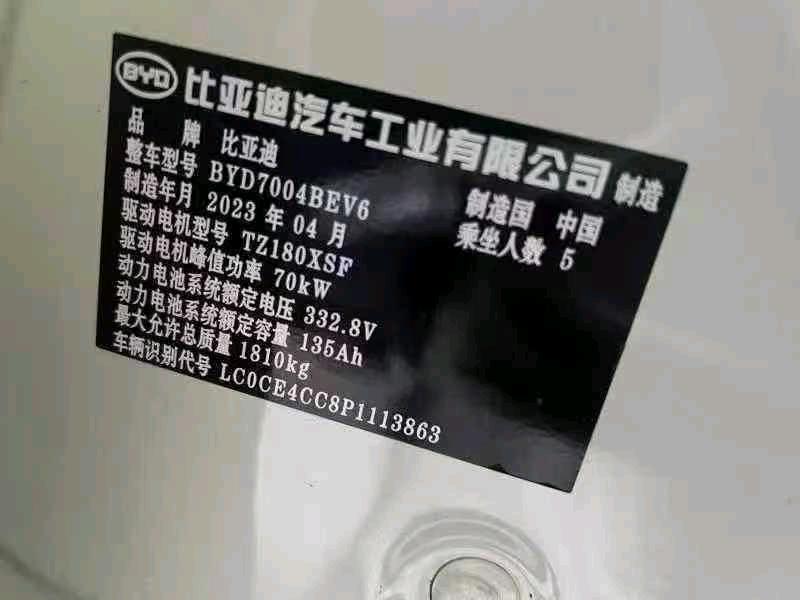 BYD 比亚迪汽车工业有限公司 制造
品 牌 比亚迪
整车型号 BYD7004BEV6 制造国 中国
制造年月 2023 年 04 月 乘坐人数 5
驱动电机型号 TZ180XSF
驱动电机峰值功率 70kW
动力电池系统额定电压 332.8V
动力电池系统额定容量 135Ah
最大允许总质量 1810kg
车辆识别代号 LC0CE4CC8P1113863